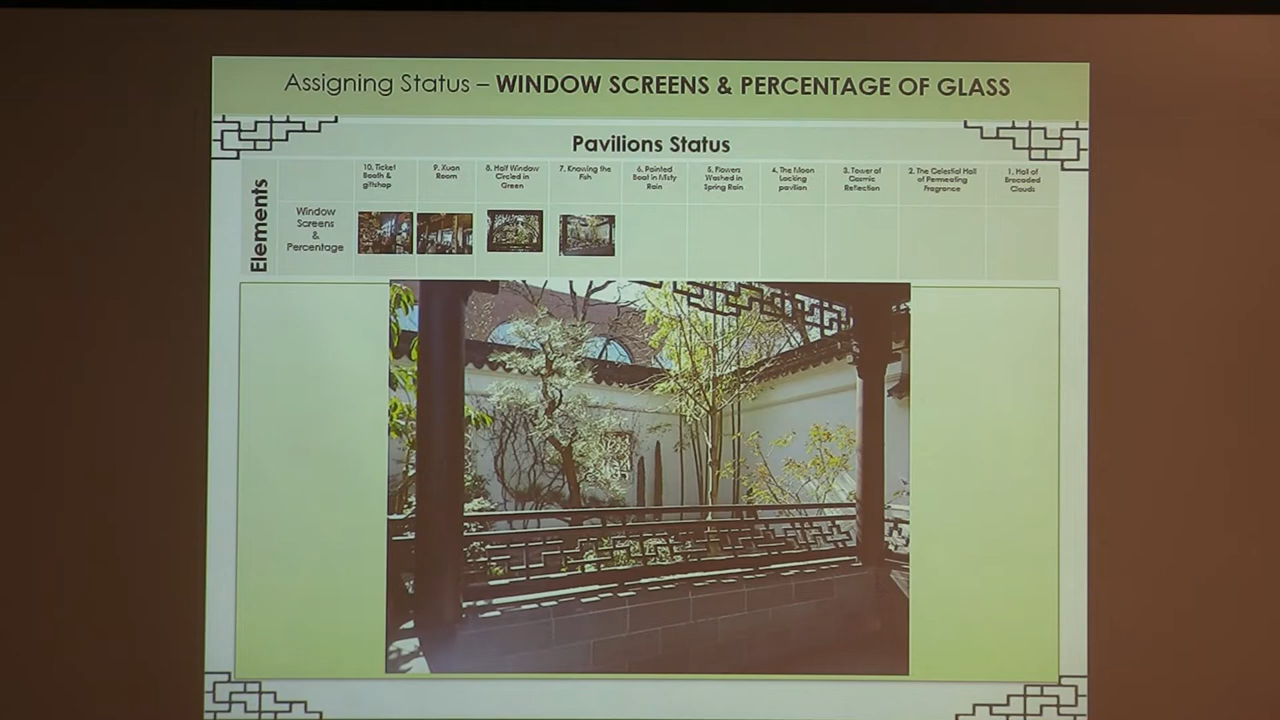 Assigning Status – WINDOW SCREENS & PERCENTAGE OF GLASS
Pavilions Status
Elements
10. Ticket
Booth &
giftshop
9. Xuan
Room
8. Half Window
Circled in
Green
7. Knowing the
Fish
6. Painted
Boat in Misty
Rain
5. Flowers
Washed in
Spring Rain
4. The Moon
Locking
pavilion
3. Tower of
Cosmic
Reflection
2. The Celestial Hall
of Permeating
Fragrance
1. Hall of
Brocaded
Clouds
Window
Screens
&
Percentage